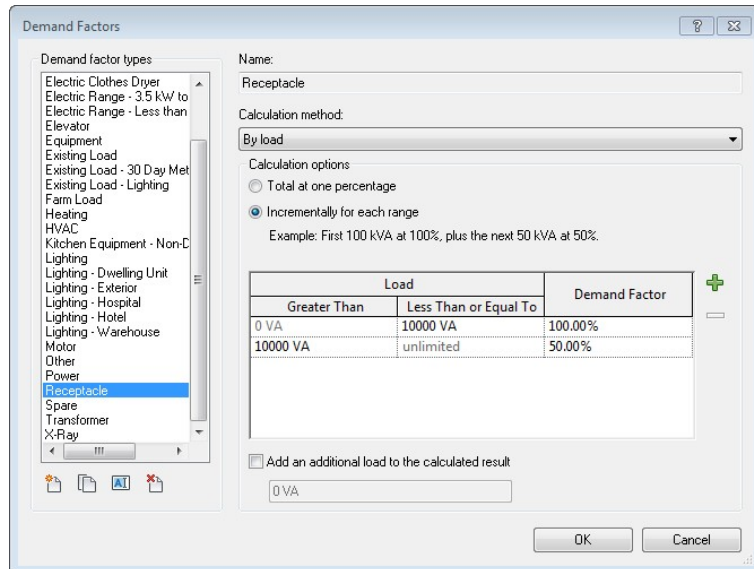 Demand Factors
Demand factor types
Electric Clothes Dryer
Electric Range - 3.5 kW to
Electric Range - Less than
Elevator
Equipment
Existing Load
Existing Load - 30 Day Met
Existing Load - Lighting
Farm Load
Heating
HVAC
Kitchen Equipment - Non-D
Lighting
Lighting - Dwelling Unit
Lighting - Exterior
Lighting - Hospital
Lighting - Hotel
Lighting - Warehouse
Motor
Other
Power
Receptacle
Spare
Transformer
X-Ray
Name:
Receptacle
Calculation method:
By load
Calculation options
Total at one percentage
Incrementally for each range
Example: First 100 kVA at 100%, plus the next 50 kVA at 50%.
Load Demand Factor
Greater Than Less Than or Equal To
0 VA 10000 VA 100.00%
10000 VA unlimited 50.00%
Add an additional load to the calculated result
0 VA
OK Cancel